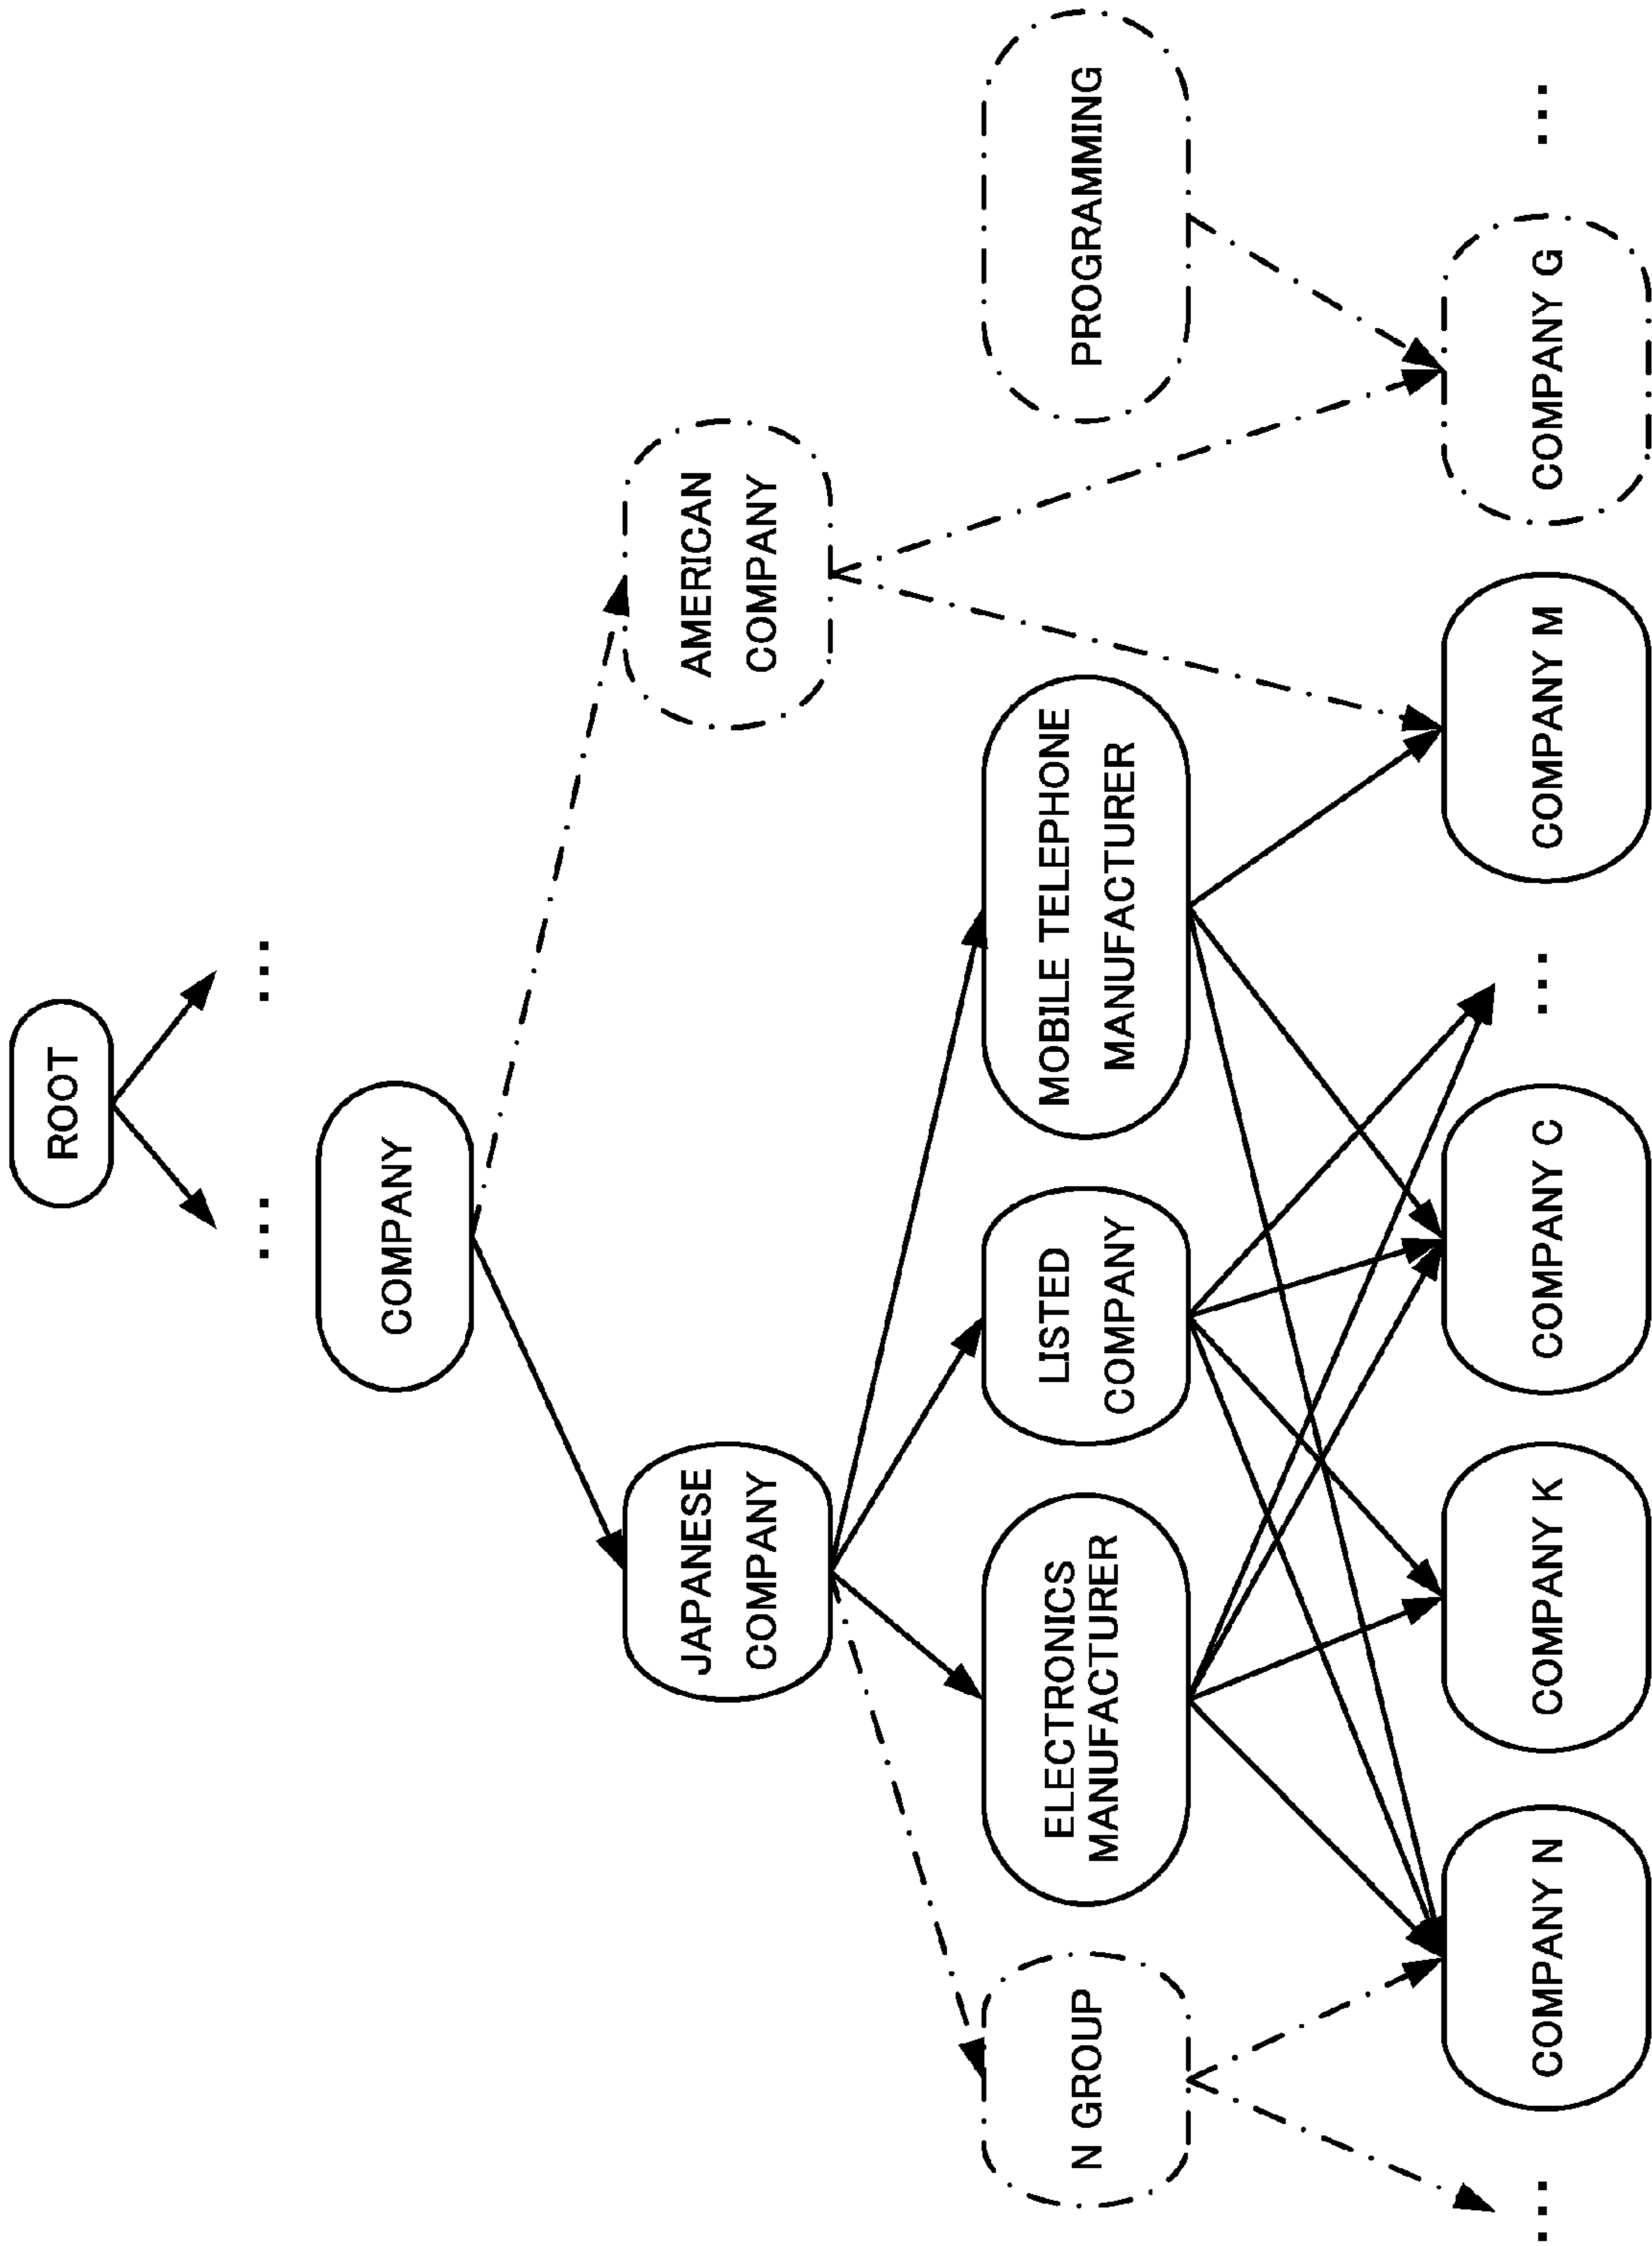 ROOT
...
...
COMPANY
JAPANESE
COMPANY
AMERICAN
COMPANY
N GROUP
ELECTRONICS
MANUFACTURER
LISTED
COMPANY
MOBILE TELEPHONE
MANUFACTURER
PROGRAMMING
...
COMPANY N
COMPANY K
COMPANY C
...
COMPANY M
COMPANY G
...